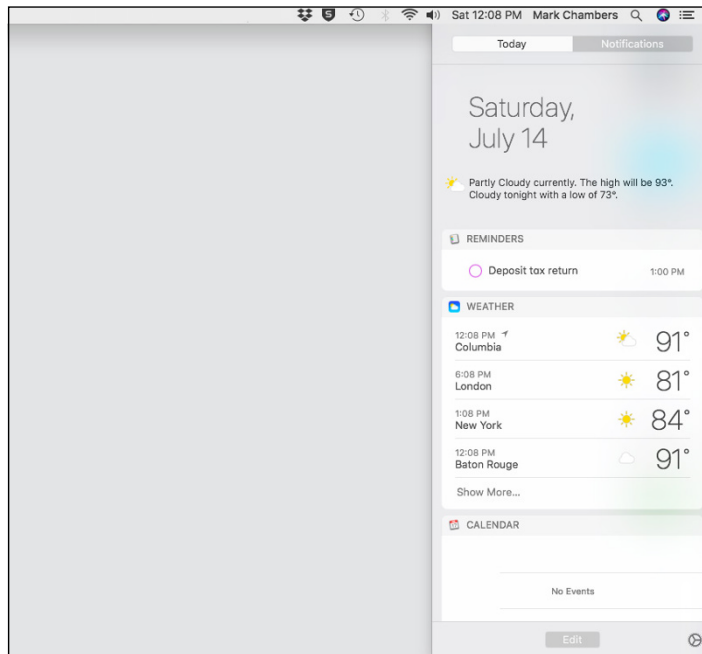 Sat 12:08 PM Mark Chambers
Today Notifications
Saturday,
July 14
Partly Cloudy currently. The high will be 93°.
Cloudy tonight with a low of 73°.
REMINDERS
Deposit tax return 1:00 PM
WEATHER
12:08 PM
Columbia 91°
6:08 PM
London 81°
1:08 PM
New York 84°
12:08 PM
Baton Rouge 91°
Show More...
CALENDAR
No Events
Edit